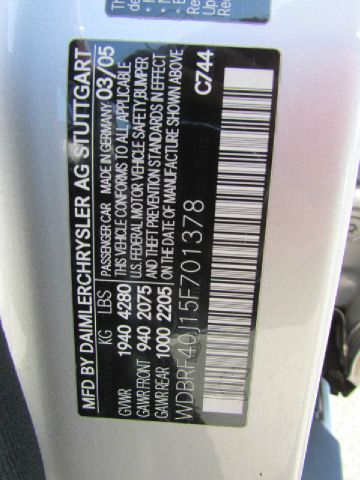 MFD BY DAIMLERCHRYSLER AG STUTTGART
PASSENGER CAR MADE IN GERMANY 03/05
KG LBS THIS VEHICLE CONFORMS TO ALL APPLICABLE
GVWR 1940 4280 U.S. FEDERAL MOTOR VEHICLE SAFETY, BUMPER
GAWR FRONT 940 2075 AND THEFT PREVENTION STANDARDS IN EFFECT
GAWR REAR 1000 2205 ON THE DATE OF MANUFACTURE SHOWN ABOVE
WDBRF40J15F701378 C744